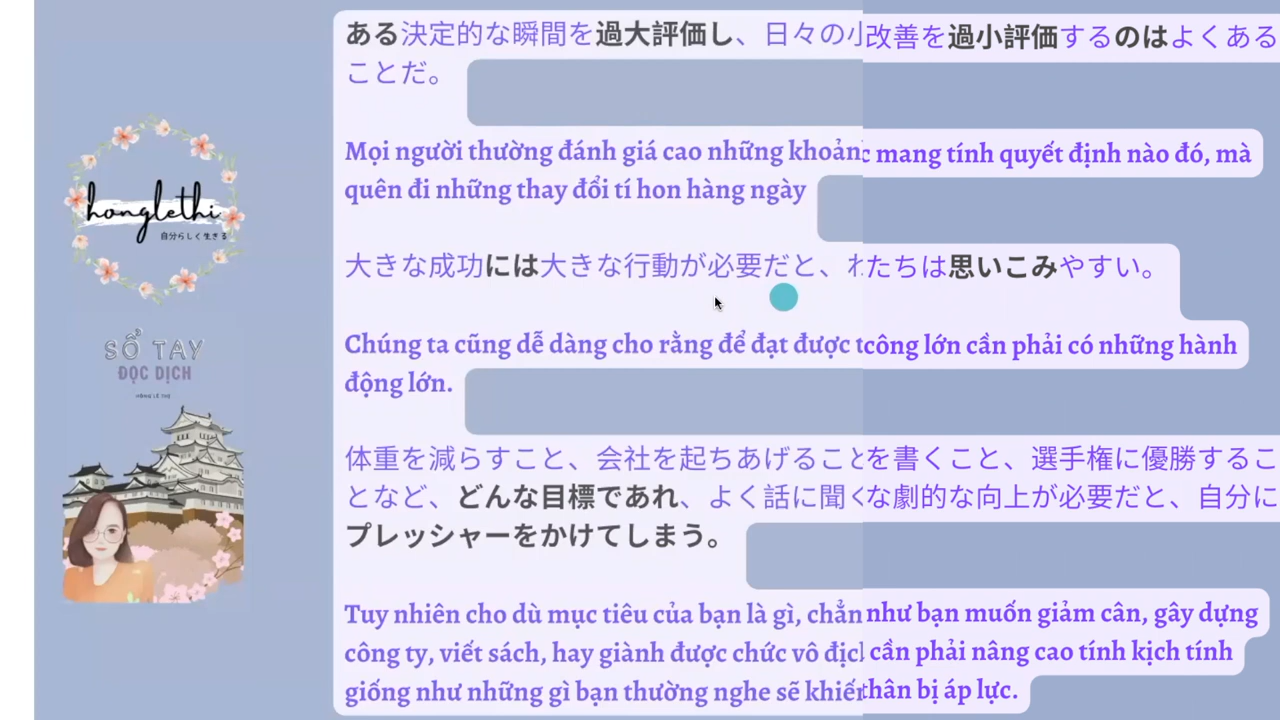 honglethi
自分らしく生きる
SỔ TAY
ĐỌC DỊCH
HỒNG LÊ THỊ
ある決定的な瞬間を過大評価し、日々の小改善を過小評価するのはよくある
ことだ。
Mọi người thường đánh giá cao những khoản mang tính quyết định nào đó, mà
quên đi những thay đổi tí hon hàng ngày
大きな成功には大きな行動が必要だと、たちは思いこみやすい。
Chúng ta cũng dễ dàng cho rằng để đạt được công lớn cần phải có những hành
động lớn.
体重を減らすこと、会社を起ちあげることを書くこと、選手権に優勝するこ
となど、どんな目標であれ、よく話に聞くな劇的な向上が必要だと、自分に
プレッシャーをかけてしまう。
Tuy nhiên cho dù mục tiêu của bạn là gì, chẳn như bạn muốn giảm cân, gây dựng
công ty, viết sách, hay giành được chức vô địch cần phải nâng cao tính kịch tính
giống như những gì bạn thường nghe sẽ khiến thân bị áp lực.